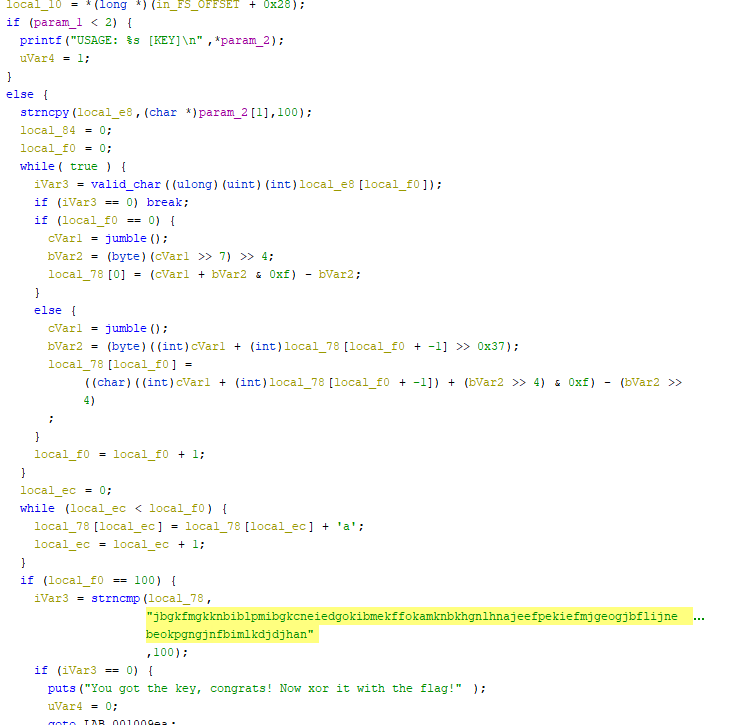 local_10 = *(long *)(in_FS_OFFSET + 0x28);
if (param_1 < 2) {
printf("USAGE: %s [KEY]\n",*param_2);
uVar4 = 1;
}
else {
strncpy(local_e8,(char *)param_2[1],100);
local_84 = 0;
local_f0 = 0;
while( true ) {
iVar3 = valid_char((ulong)(uint)(int)local_e8[local_f0]);
if (iVar3 == 0) break;
if (local_f0 == 0) {
cVar1 = jumble();
bVar2 = (byte)(cVar1 >> 7) >> 4;
local_78[0] = (cVar1 + bVar2 & 0xf) - bVar2;
}
else {
cVar1 = jumble();
bVar2 = (byte)((int)cVar1 + (int)local_78[local_f0 + -1] >> 0x37);
local_78[local_f0] =
((char)((int)cVar1 + (int)local_78[local_f0 + -1]) + (bVar2 >> 4) & 0xf) - (bVar2 >>
4)
;
}
local_f0 = local_f0 + 1;
}
local_ec = 0;
while (local_ec < local_f0) {
local_78[local_ec] = local_78[local_ec] + 'a';
local_ec = local_ec + 1;
}
if (local_f0 == 100) {
iVar3 = strncmp(local_78,
"jbgkfmgkknbiblpmibgkcneiedgokibmekffokamknbkhgnlhnajeefpekiefmjgeogjbflijne ...
beokpgngjnfbimlkdjdjhan"
,100);
if (iVar3 == 0) {
puts("You got the key, congrats! Now xor it with the flag!" );
uVar4 = 0;
goto LAB_001009ea;